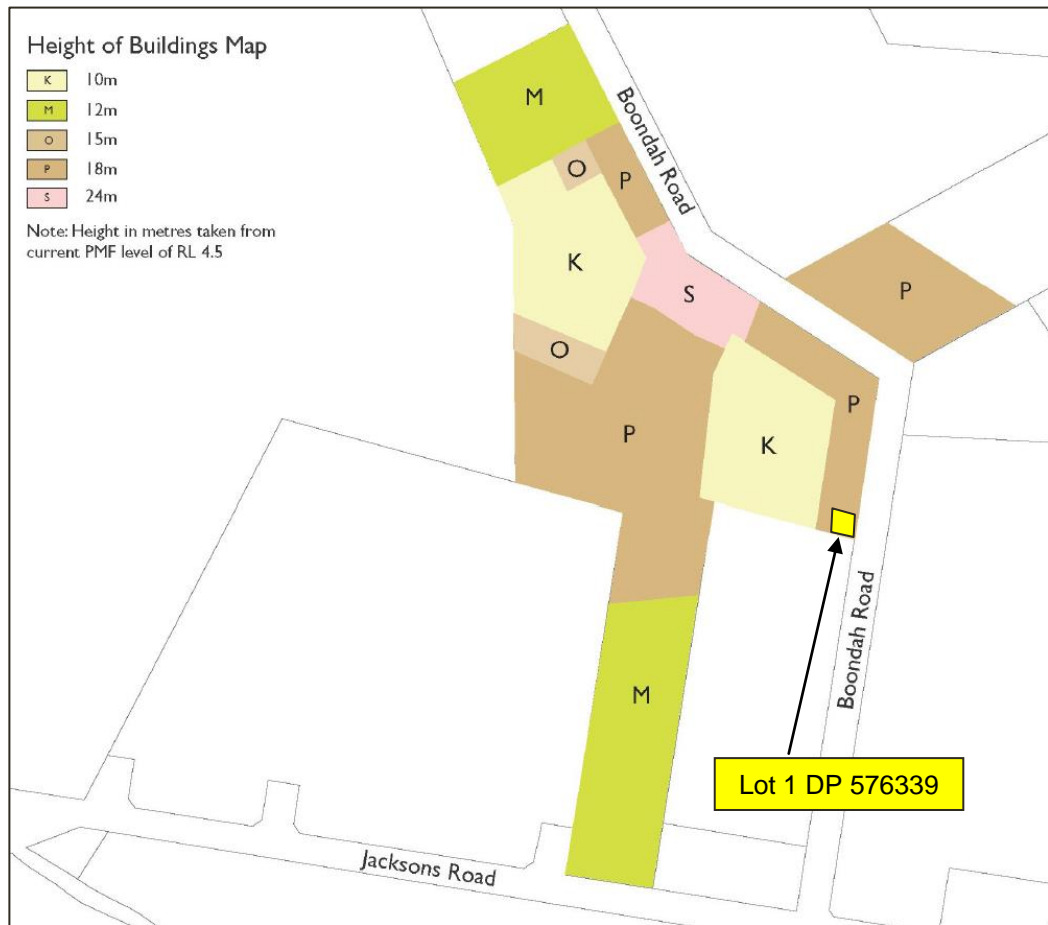 Height of Buildings Map
K 10m
M 12m
O 15m
P 18m
S 24m
Note: Height in metres taken from
current PMF level of RL 4.5
M
Boondah Road
O
P
K
S
P
O
P
P
K
Boondah Road
M
Lot 1 DP 576339
Jacksons Road